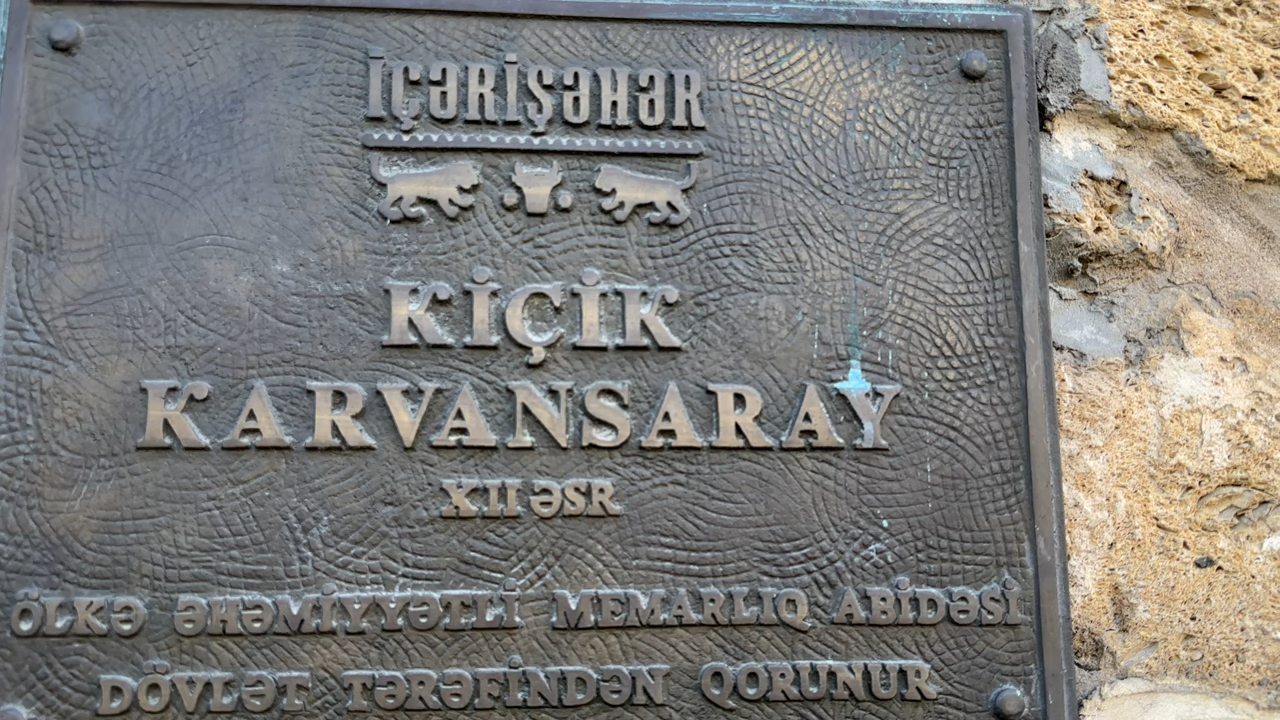 İÇƏRİŞƏHƏR
KİÇİK
KARVANSARAY
XII ƏSR
ÖLKƏ ƏHƏMİYYƏTLİ MEMARLIQ ABİDƏSİ
DÖVLƏT TƏRƏFİNDƏN QORUNUR